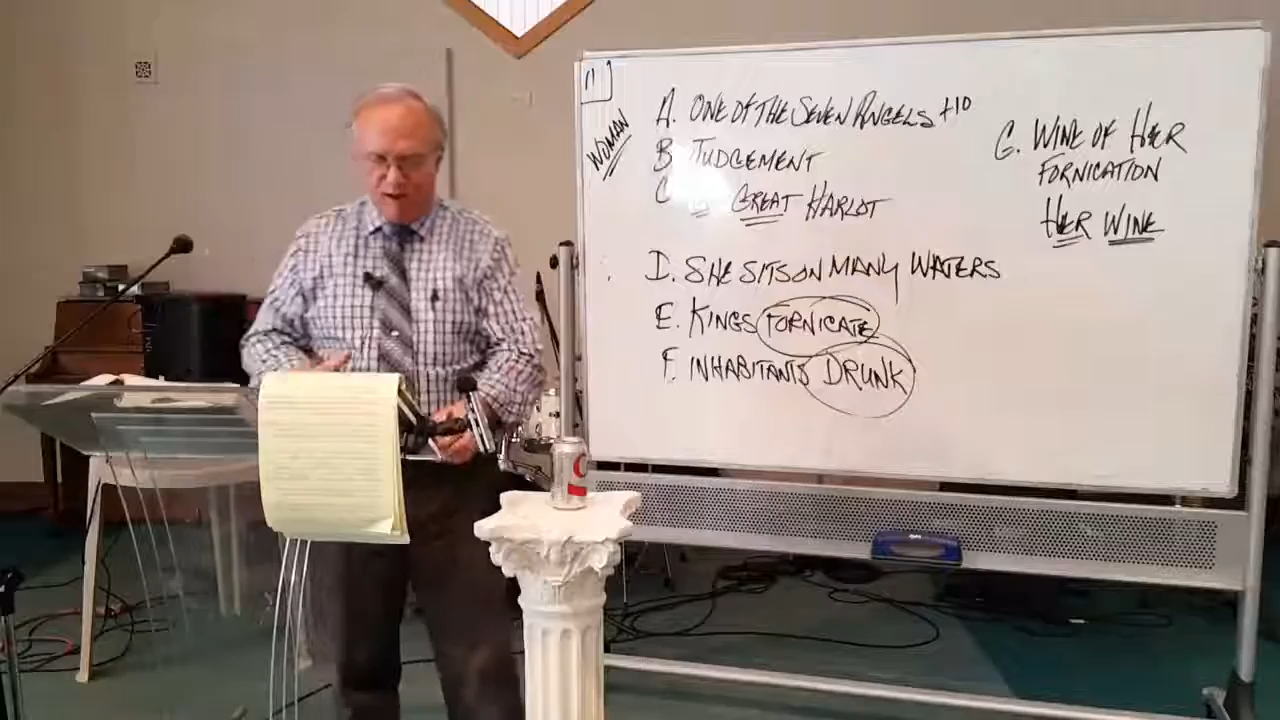 WOMAN
A. ONE OF THE SEVEN ANGELS +10
B. JUDGEMENT
C. GREAT HARLOT
D. SHE SITS ON MANY WATERS
E. KINGS FORNICATE
F. INHABITANTS DRUNK
G. WINE OF HER
FORNICATION
HER WINE